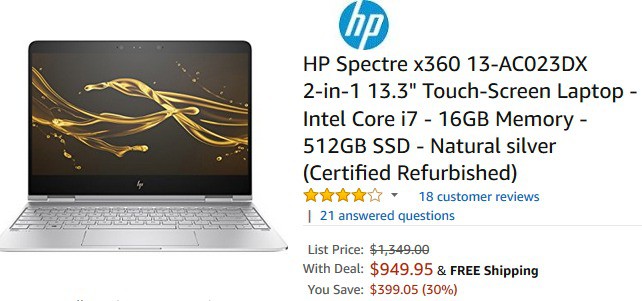 hp
HP Spectre x360 13-AC023DX
2-in-1 13.3" Touch-Screen Laptop -
Intel Core i7 - 16GB Memory -
512GB SSD - Natural silver
(Certified Refurbished)
18 customer reviews
| 21 answered questions
List Price: $1,349.00
With Deal: $949.95 & FREE Shipping
You Save: $399.05 (30%)
hp